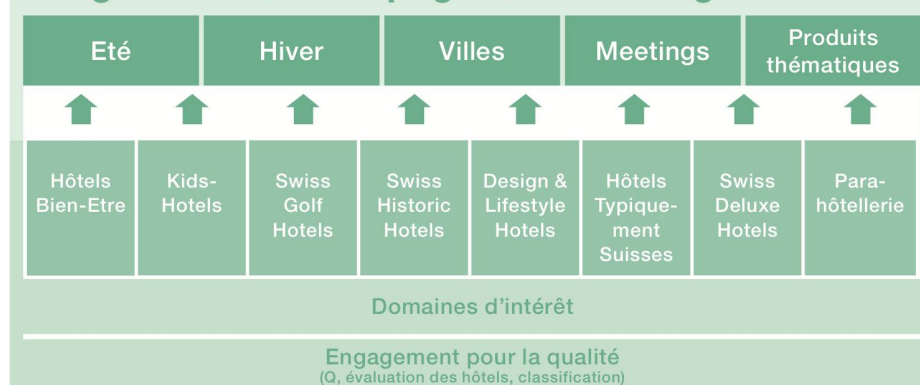 Eté
Hiver
Villes
Meetings
Produits
thématiques
Hôtels
Bien-Etre
Kids-
Hotels
Swiss
Golf
Hotels
Swiss
Historic
Hotels
Design &
Lifestyle
Hotels
Hôtels
Typique-
ment
Suisses
Swiss
Deluxe
Hotels
Para-
hôtellerie
Domaines d’intérêt
Engagement pour la qualité
(Q, évaluation des hôtels, classification)